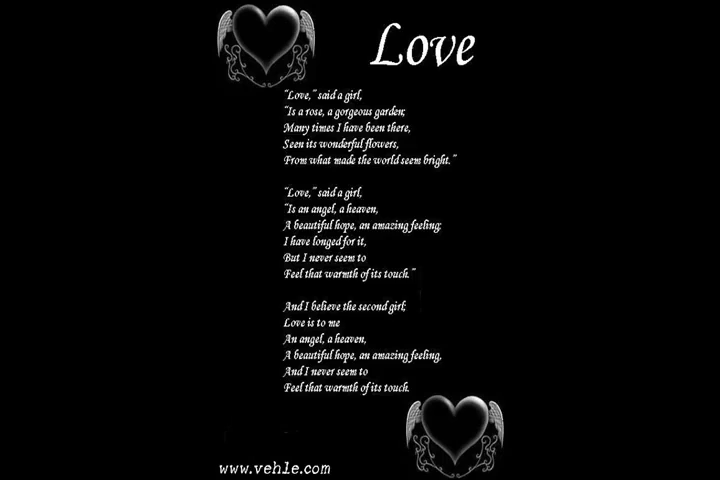 Love
"Love," said a girl,
"Is a rose, a gorgeous garden;
Many times I have been there,
Seen its wonderful flowers,
From what made the world seem bright."
"Love," said a girl,
"Is an angel, a heaven,
A beautiful hope, an amazing feeling;
I have longed for it,
But I never seem to
Feel that warmth of its touch."
And I believe the second girl;
Love is to me
An angel, a heaven,
A beautiful hope, an amazing feeling,
And I never seem to
Feel that warmth of its touch.
www.vehle.com